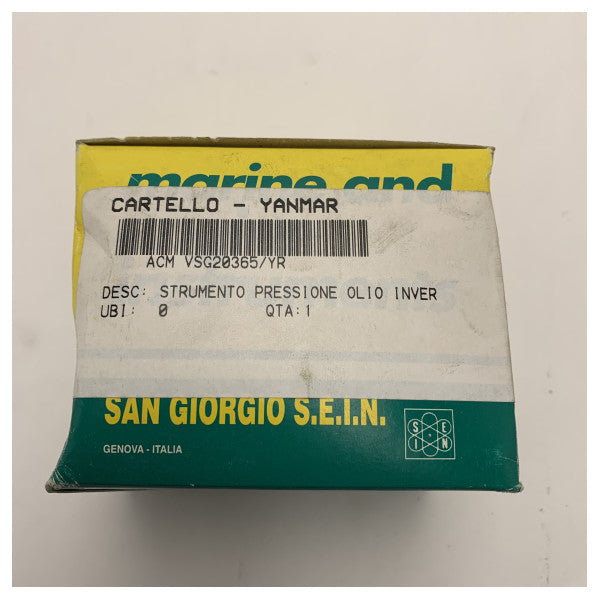 marine and
CARTELLO - YANMAR
ACM VSG20365/YR
DESC: STRUMENTO PRESSIONE OLIO INVER
UBI: 0 QTA:1
SAN GIORGIO S.E.I.N.
GENOVA - ITALIA
S E
I N